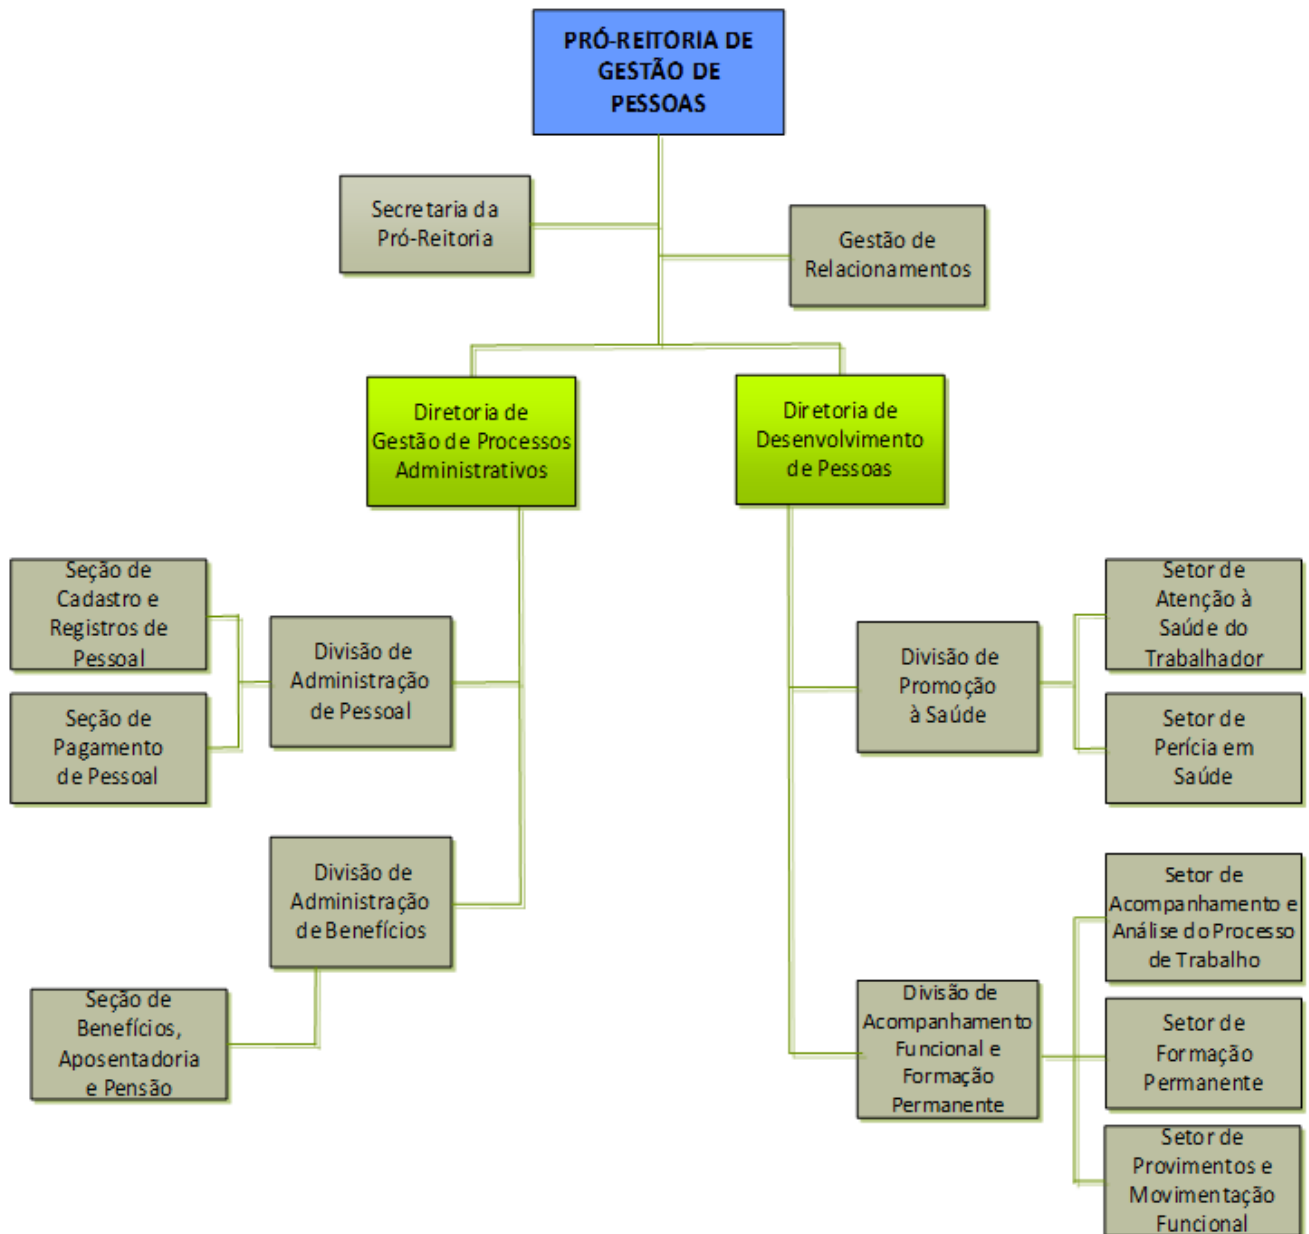 PRÓ-REITORIA DE
GESTÃO DE
PESSOAS
Secretaria da
Pró-Reitoria
Gestão de
Relacionamentos
Diretoria de
Gestão de Processos
Administrativos
Diretoria de
Desenvolvimento
de Pessoas
Seção de
Cadastro e
Registros de
Pessoal
Seção de
Pagamento
de Pessoal
Divisão de
Administração
de Pessoal
Divisão de
Administração
de Benefícios
Seção de
Benefícios,
Aposentadoria
e Pensão
Divisão de
Promoção
à Saúde
Setor de
Atenção à
Saúde do
Trabalhador
Setor de
Perícia em
Saúde
Divisão de
Acompanhamento
Funcional e
Formação
Permanente
Setor de
Acompanhamento e
Análise do Processo
de Trabalho
Setor de
Formação
Permanente
Setor de
Provimentos e
Movimentação
Funcional